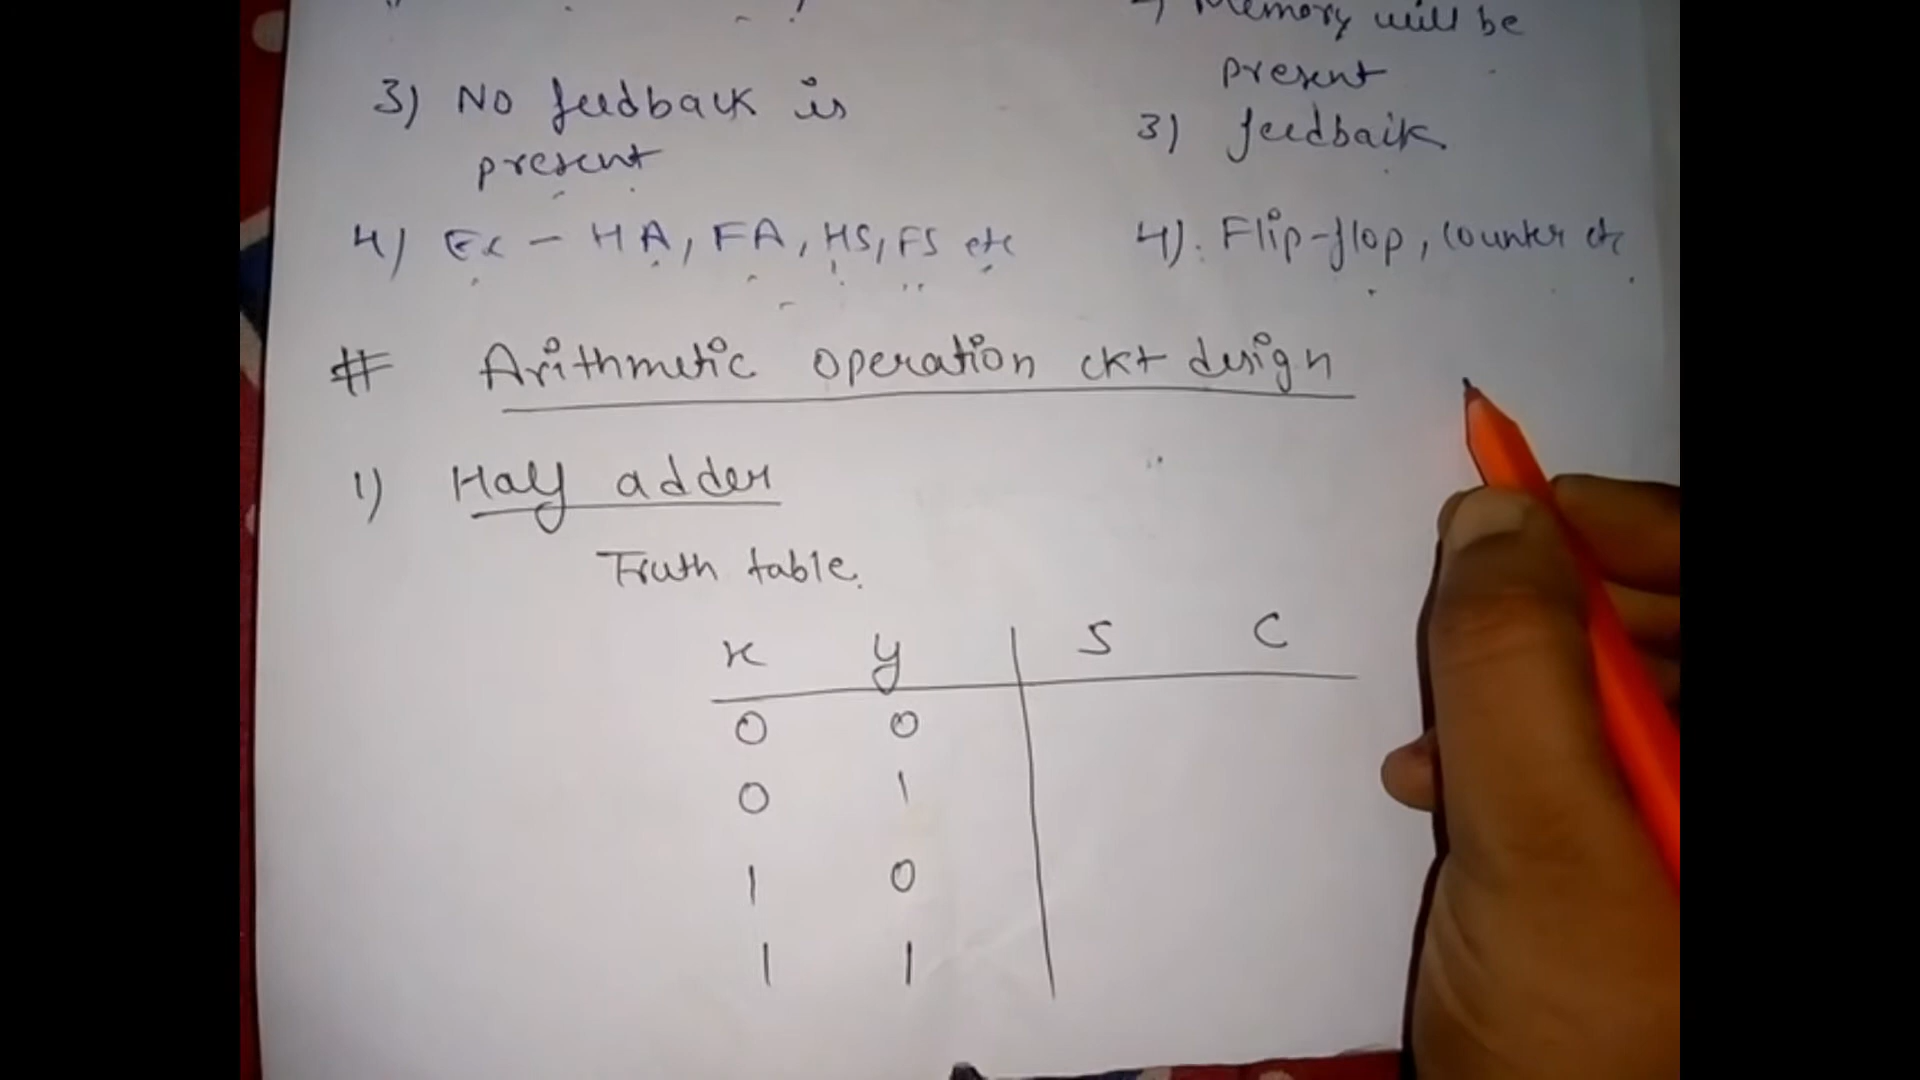 Memory will be
present
3) No feedback is
present
3) feedback
4) Ex - HA, FA, HS, FS etc
4). Flip-flop, counter etc
# Arithmetic operation ckt design
1) Half adder
Truth table.
x y S C
0 0
0 1
1 0
1 1